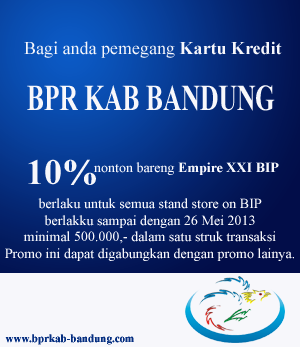 Bagi anda pemegang Kartu Kredit
BPR KAB BANDUNG
10% nonton bareng Empire XXI BIP
berlaku untuk semua stand store on BIP
berlakku sampai dengan 26 Mei 2013
minimal 500.000,- dalam satu struk transaksi
Promo ini dapat digabungkan dengan promo lainya.
www.bprkab-bandung.com